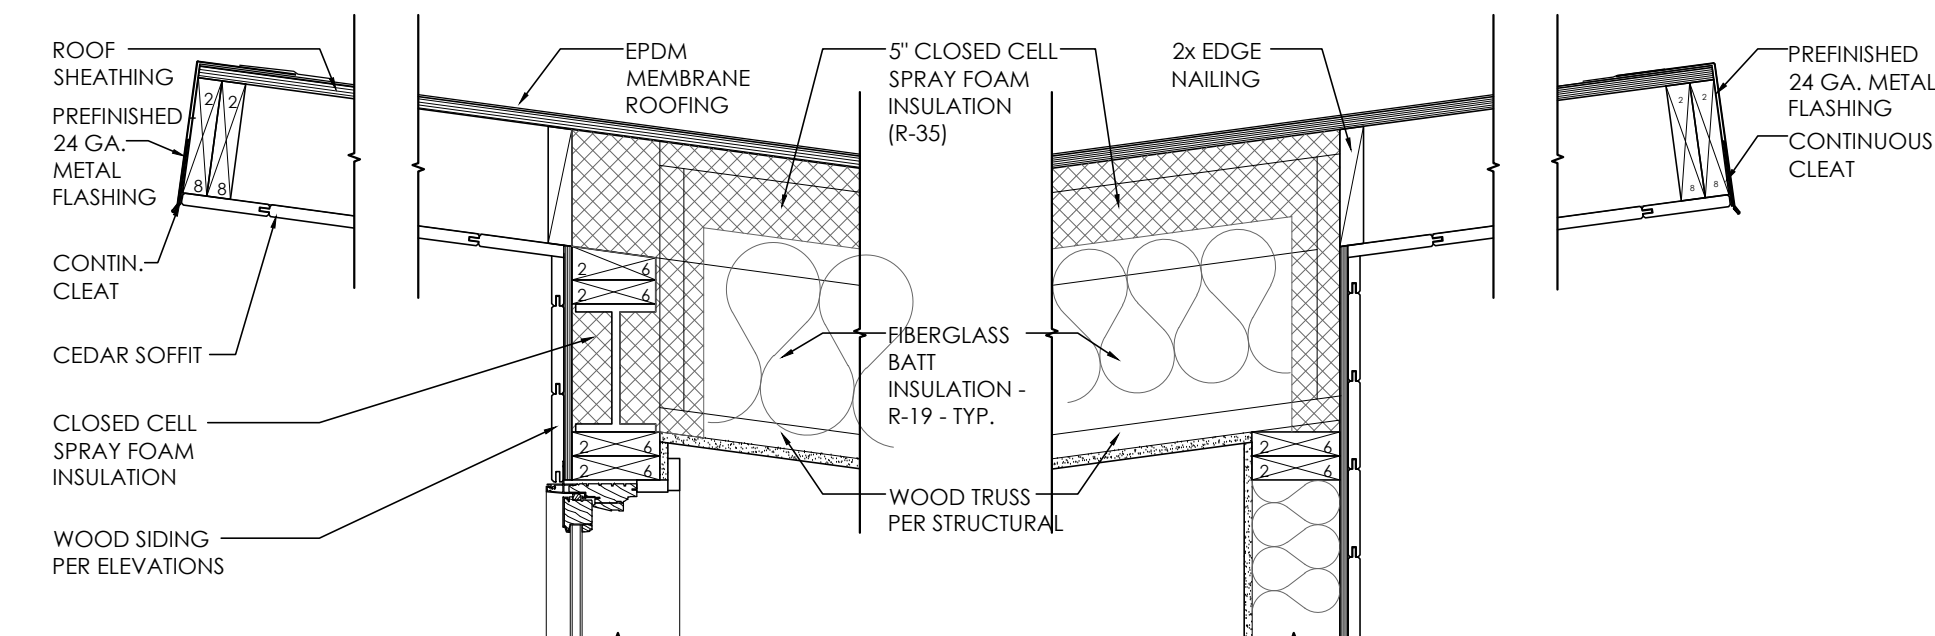 ROOF
SHEATHING
PREFINISHED
24 GA.
METAL
FLASHING
CONTIN.
CLEAT
CEDAR SOFFIT
CLOSED CELL
SPRAY FOAM
INSULATION
WOOD SIDING
PER ELEVATIONS
EPDM
MEMBRANE
ROOFING
5" CLOSED CELL
SPRAY FOAM
INSULATION
(R-35)
FIBERGLASS
BATT
INSULATION -
R-19 - TYP.
WOOD TRUSS
PER STRUCTURAL
2x EDGE
NAILING
PREFINISHED
24 GA. METAL
FLASHING
CONTINUOUS
CLEAT
2 2
8 8
2 6
2 6
2 6
2 6
2 2
8 8
2 6
2 6